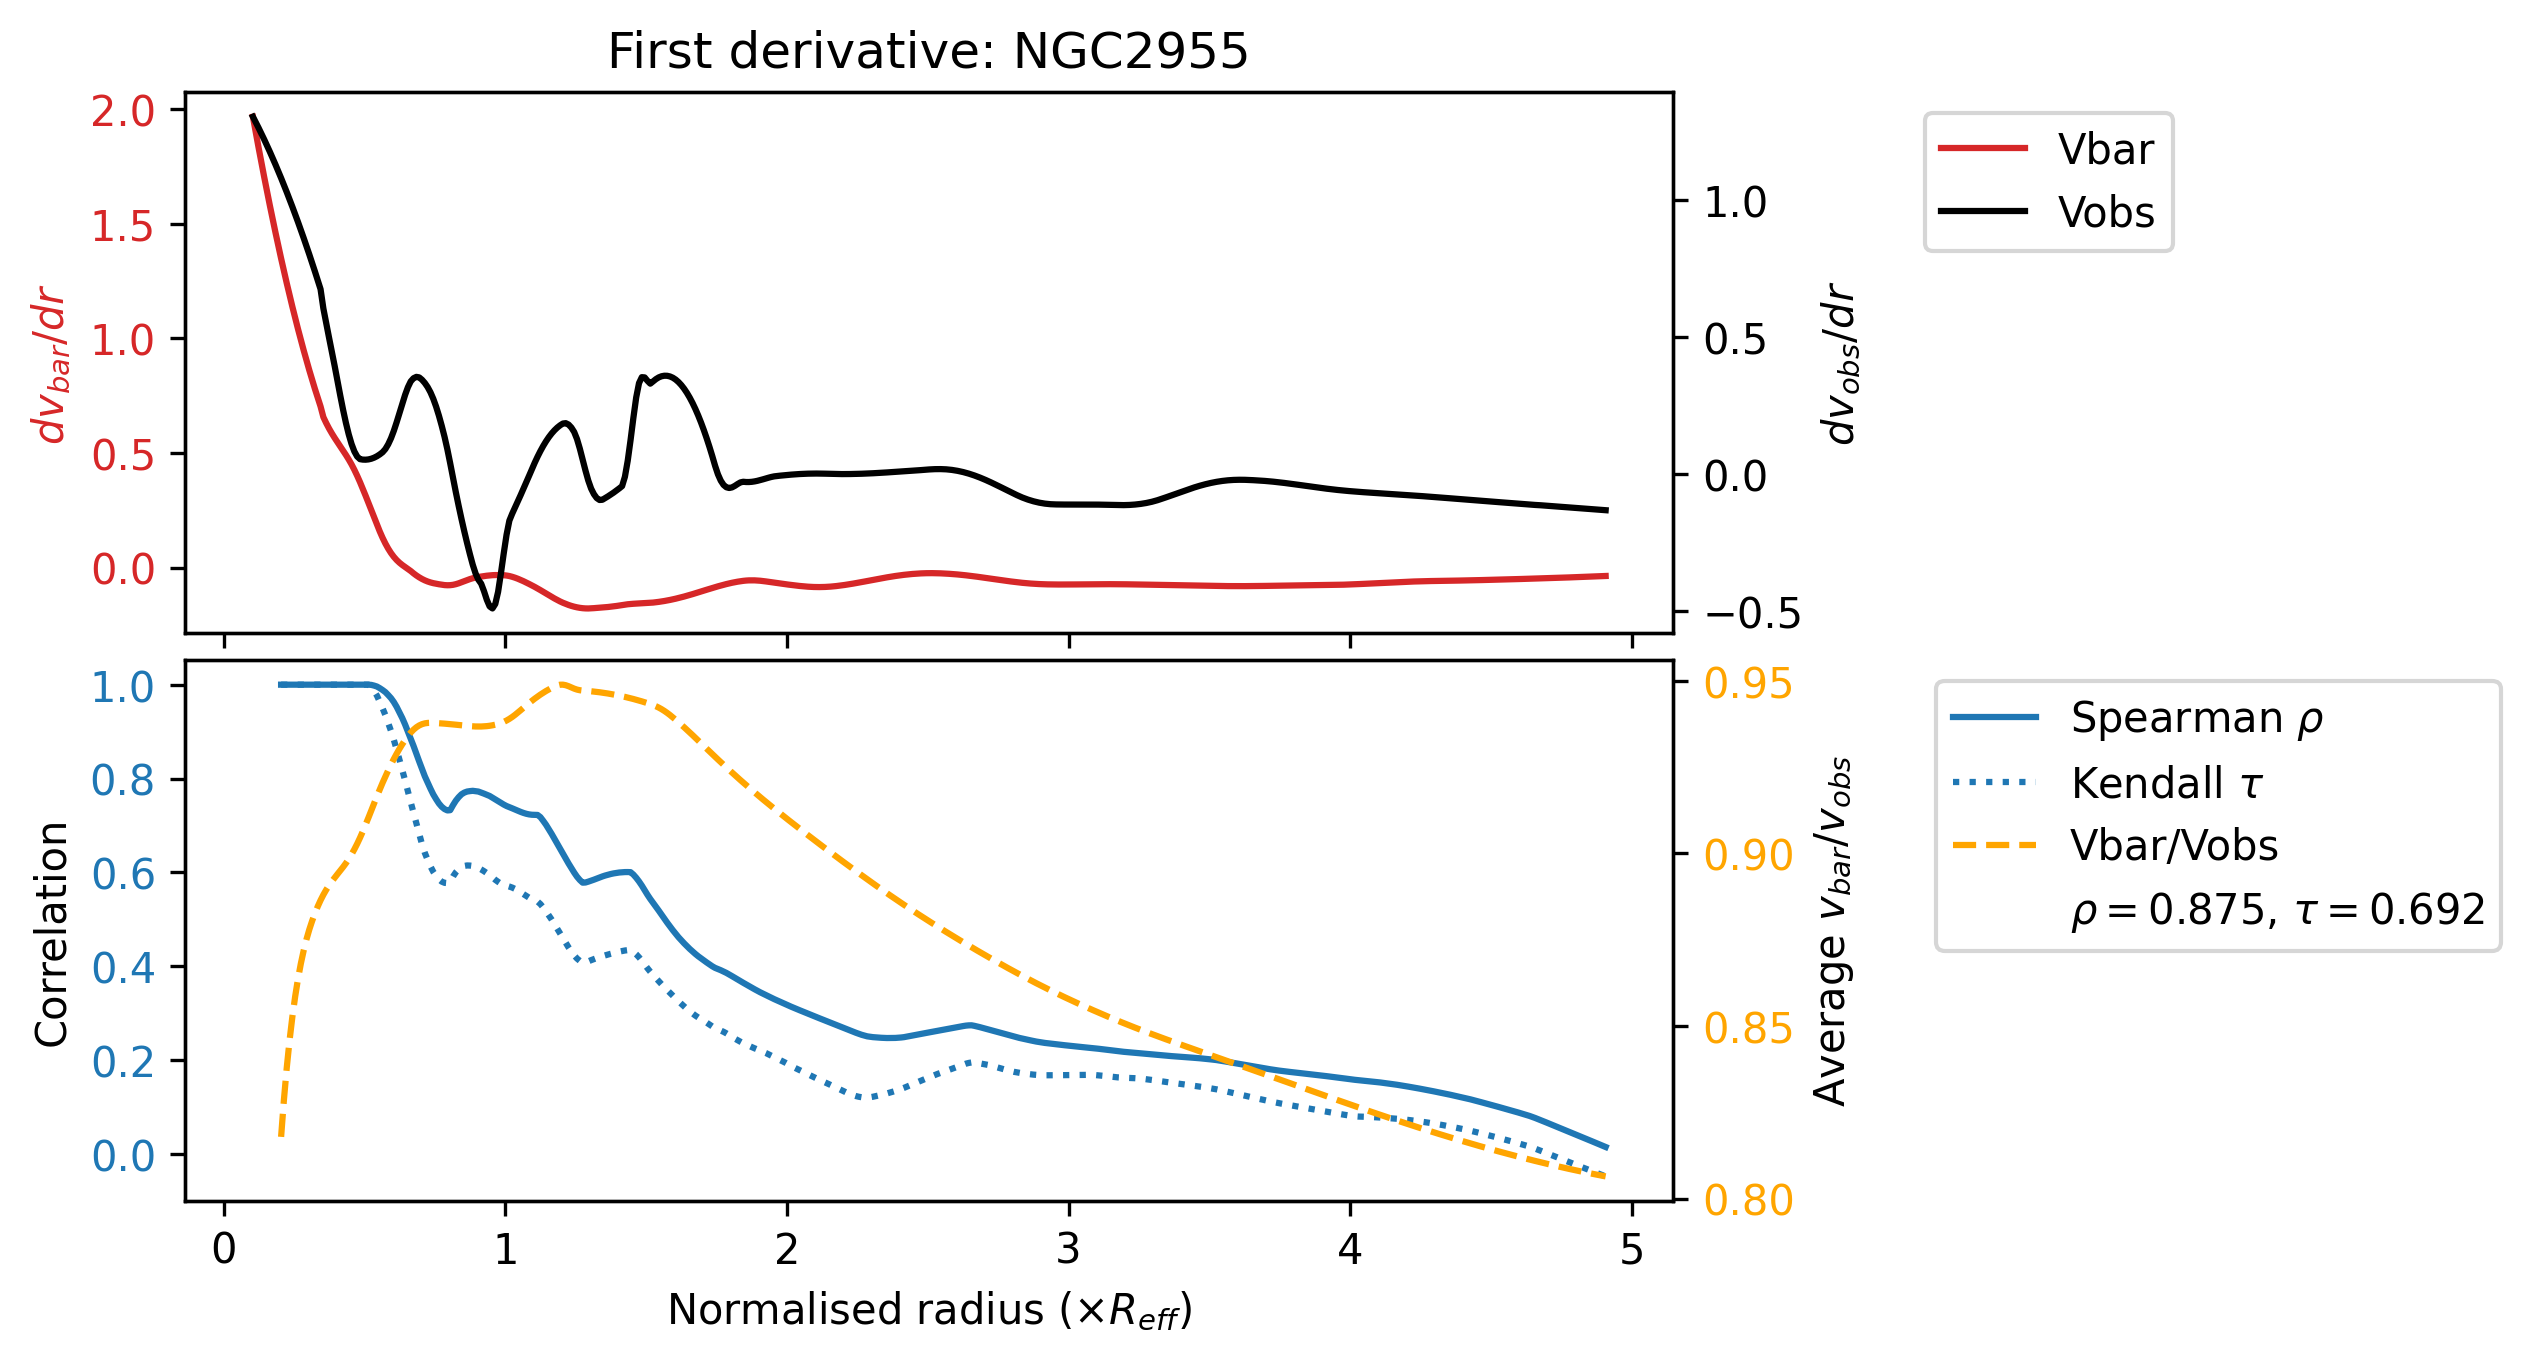 First derivative: NGC2955
2.0
1.5
1.0
0.5
0.0
dv_bar/dr
1.0
0.5
0.0
−0.5
dv_obs/dr
Vbar
Vobs
1.0
0.8
0.6
0.4
0.2
0.0
Correlation
0.95
0.90
0.85
0.80
Average v_bar/v_obs
Spearman ρ
Kendall τ
Vbar/Vobs
ρ = 0.875, τ = 0.692
0 1 2 3 4 5
Normalised radius (×R_eff)